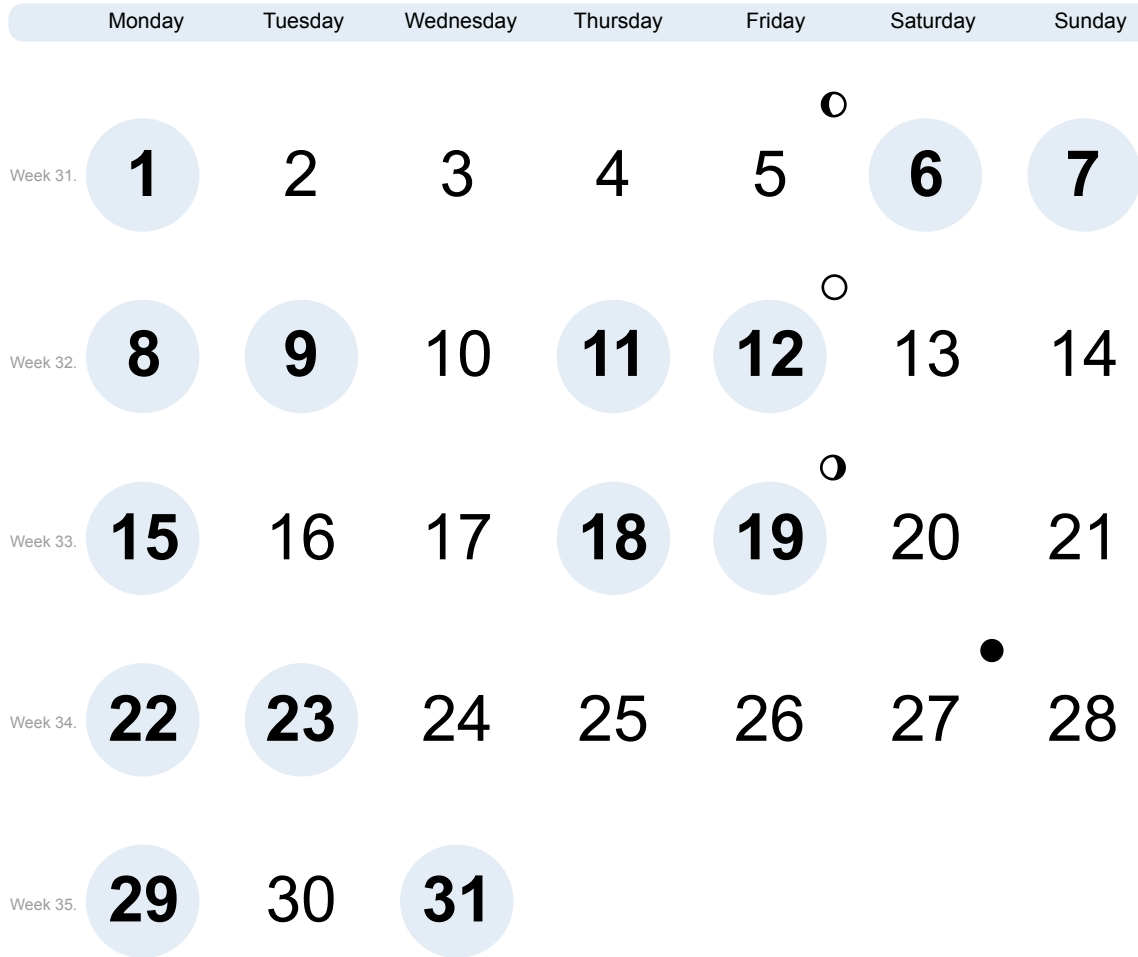 Monday Tuesday Wednesday Thursday Friday Saturday Sunday
Week 31. 1 2 3 4 5 6 7
Week 32. 8 9 10 11 12 13 14
Week 33. 15 16 17 18 19 20 21
Week 34. 22 23 24 25 26 27 28
Week 35. 29 30 31